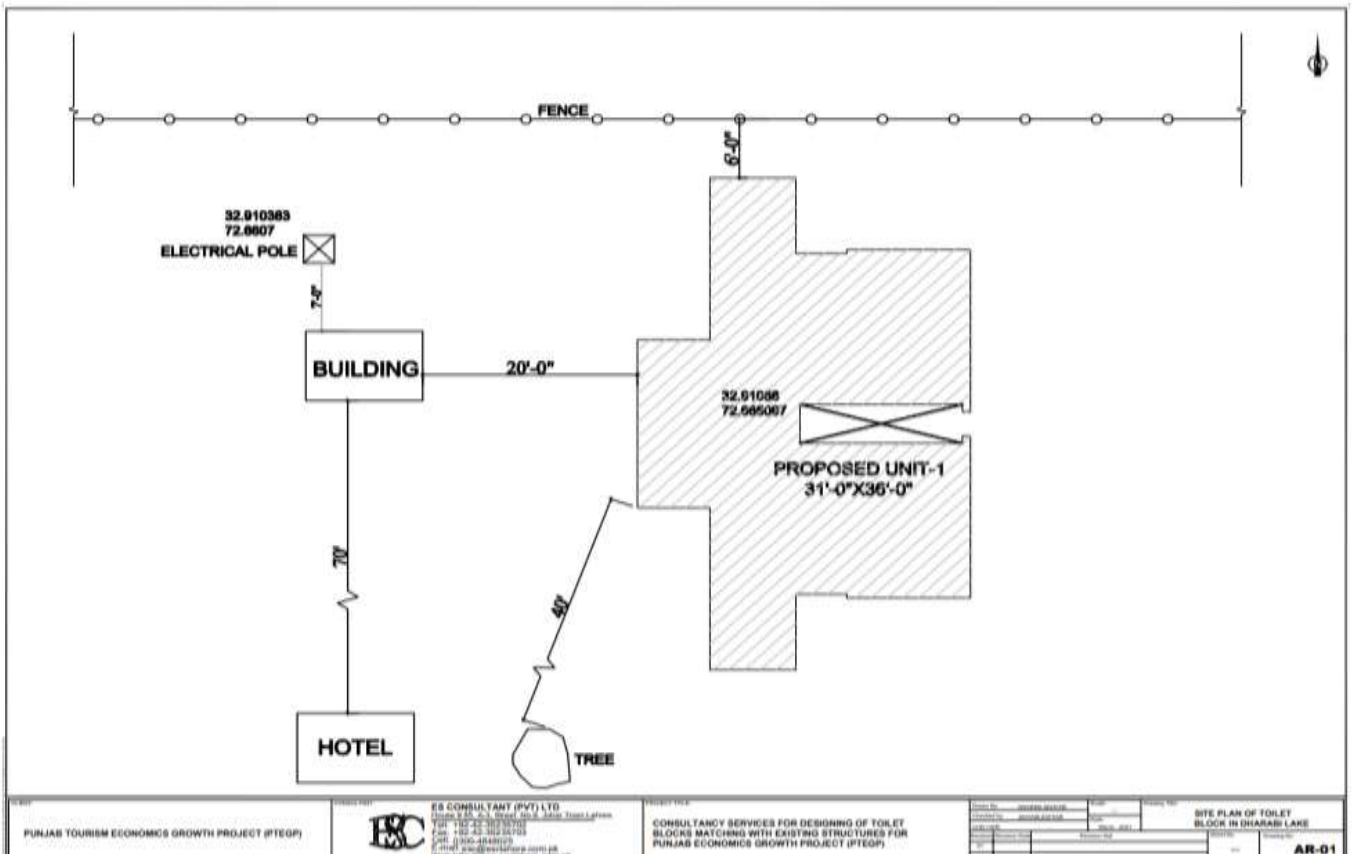 FENCE
6'-0"
32.910383
72.6607
ELECTRICAL POLE
7'-0"
BUILDING
20'-0"
32.91086
72.665067
PROPOSED UNIT-1
31'-0"X36'-0"
70'
40'
HOTEL
TREE
PUNJAB TOURISM ECONOMICS GROWTH PROJECT (PTEGP)
ESC
ES CONSULTANT (PVT) LTD
CONSULTANCY SERVICES FOR DESIGNING OF TOILET
BLOCKS MATCHING WITH EXISTING STRUCTURES FOR
PUNJAB ECONOMICS GROWTH PROJECT (PTEGP)
SITE PLAN OF TOILET
BLOCK IN DHARABI LAKE
AR-01